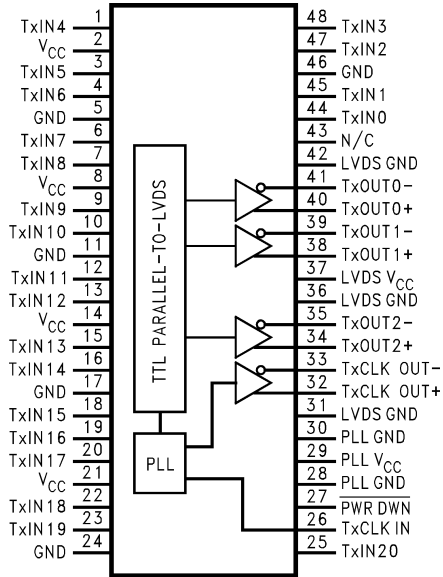 TxIN4 1
VCC 2
TxIN5 3
TxIN6 4
GND 5
TxIN7 6
TxIN8 7
VCC 8
TxIN9 9
TxIN10 10
GND 11
TxIN11 12
TxIN12 13
VCC 14
TxIN13 15
TxIN14 16
GND 17
TxIN15 18
TxIN16 19
TxIN17 20
VCC 21
TxIN18 22
TxIN19 23
GND 24
TTL PARALLEL-TO-LVDS
PLL
48 TxIN3
47 TxIN2
46 GND
45 TxIN1
44 TxIN0
43 N/C
42 LVDS GND
41 TxOUT0-
40 TxOUT0+
39 TxOUT1-
38 TxOUT1+
37 LVDS VCC
36 LVDS GND
35 TxOUT2-
34 TxOUT2+
33 TxCLK OUT-
32 TxCLK OUT+
31 LVDS GND
30 PLL GND
29 PLL VCC
28 PLL GND
27 PWR DWN
26 TxCLK IN
25 TxIN20